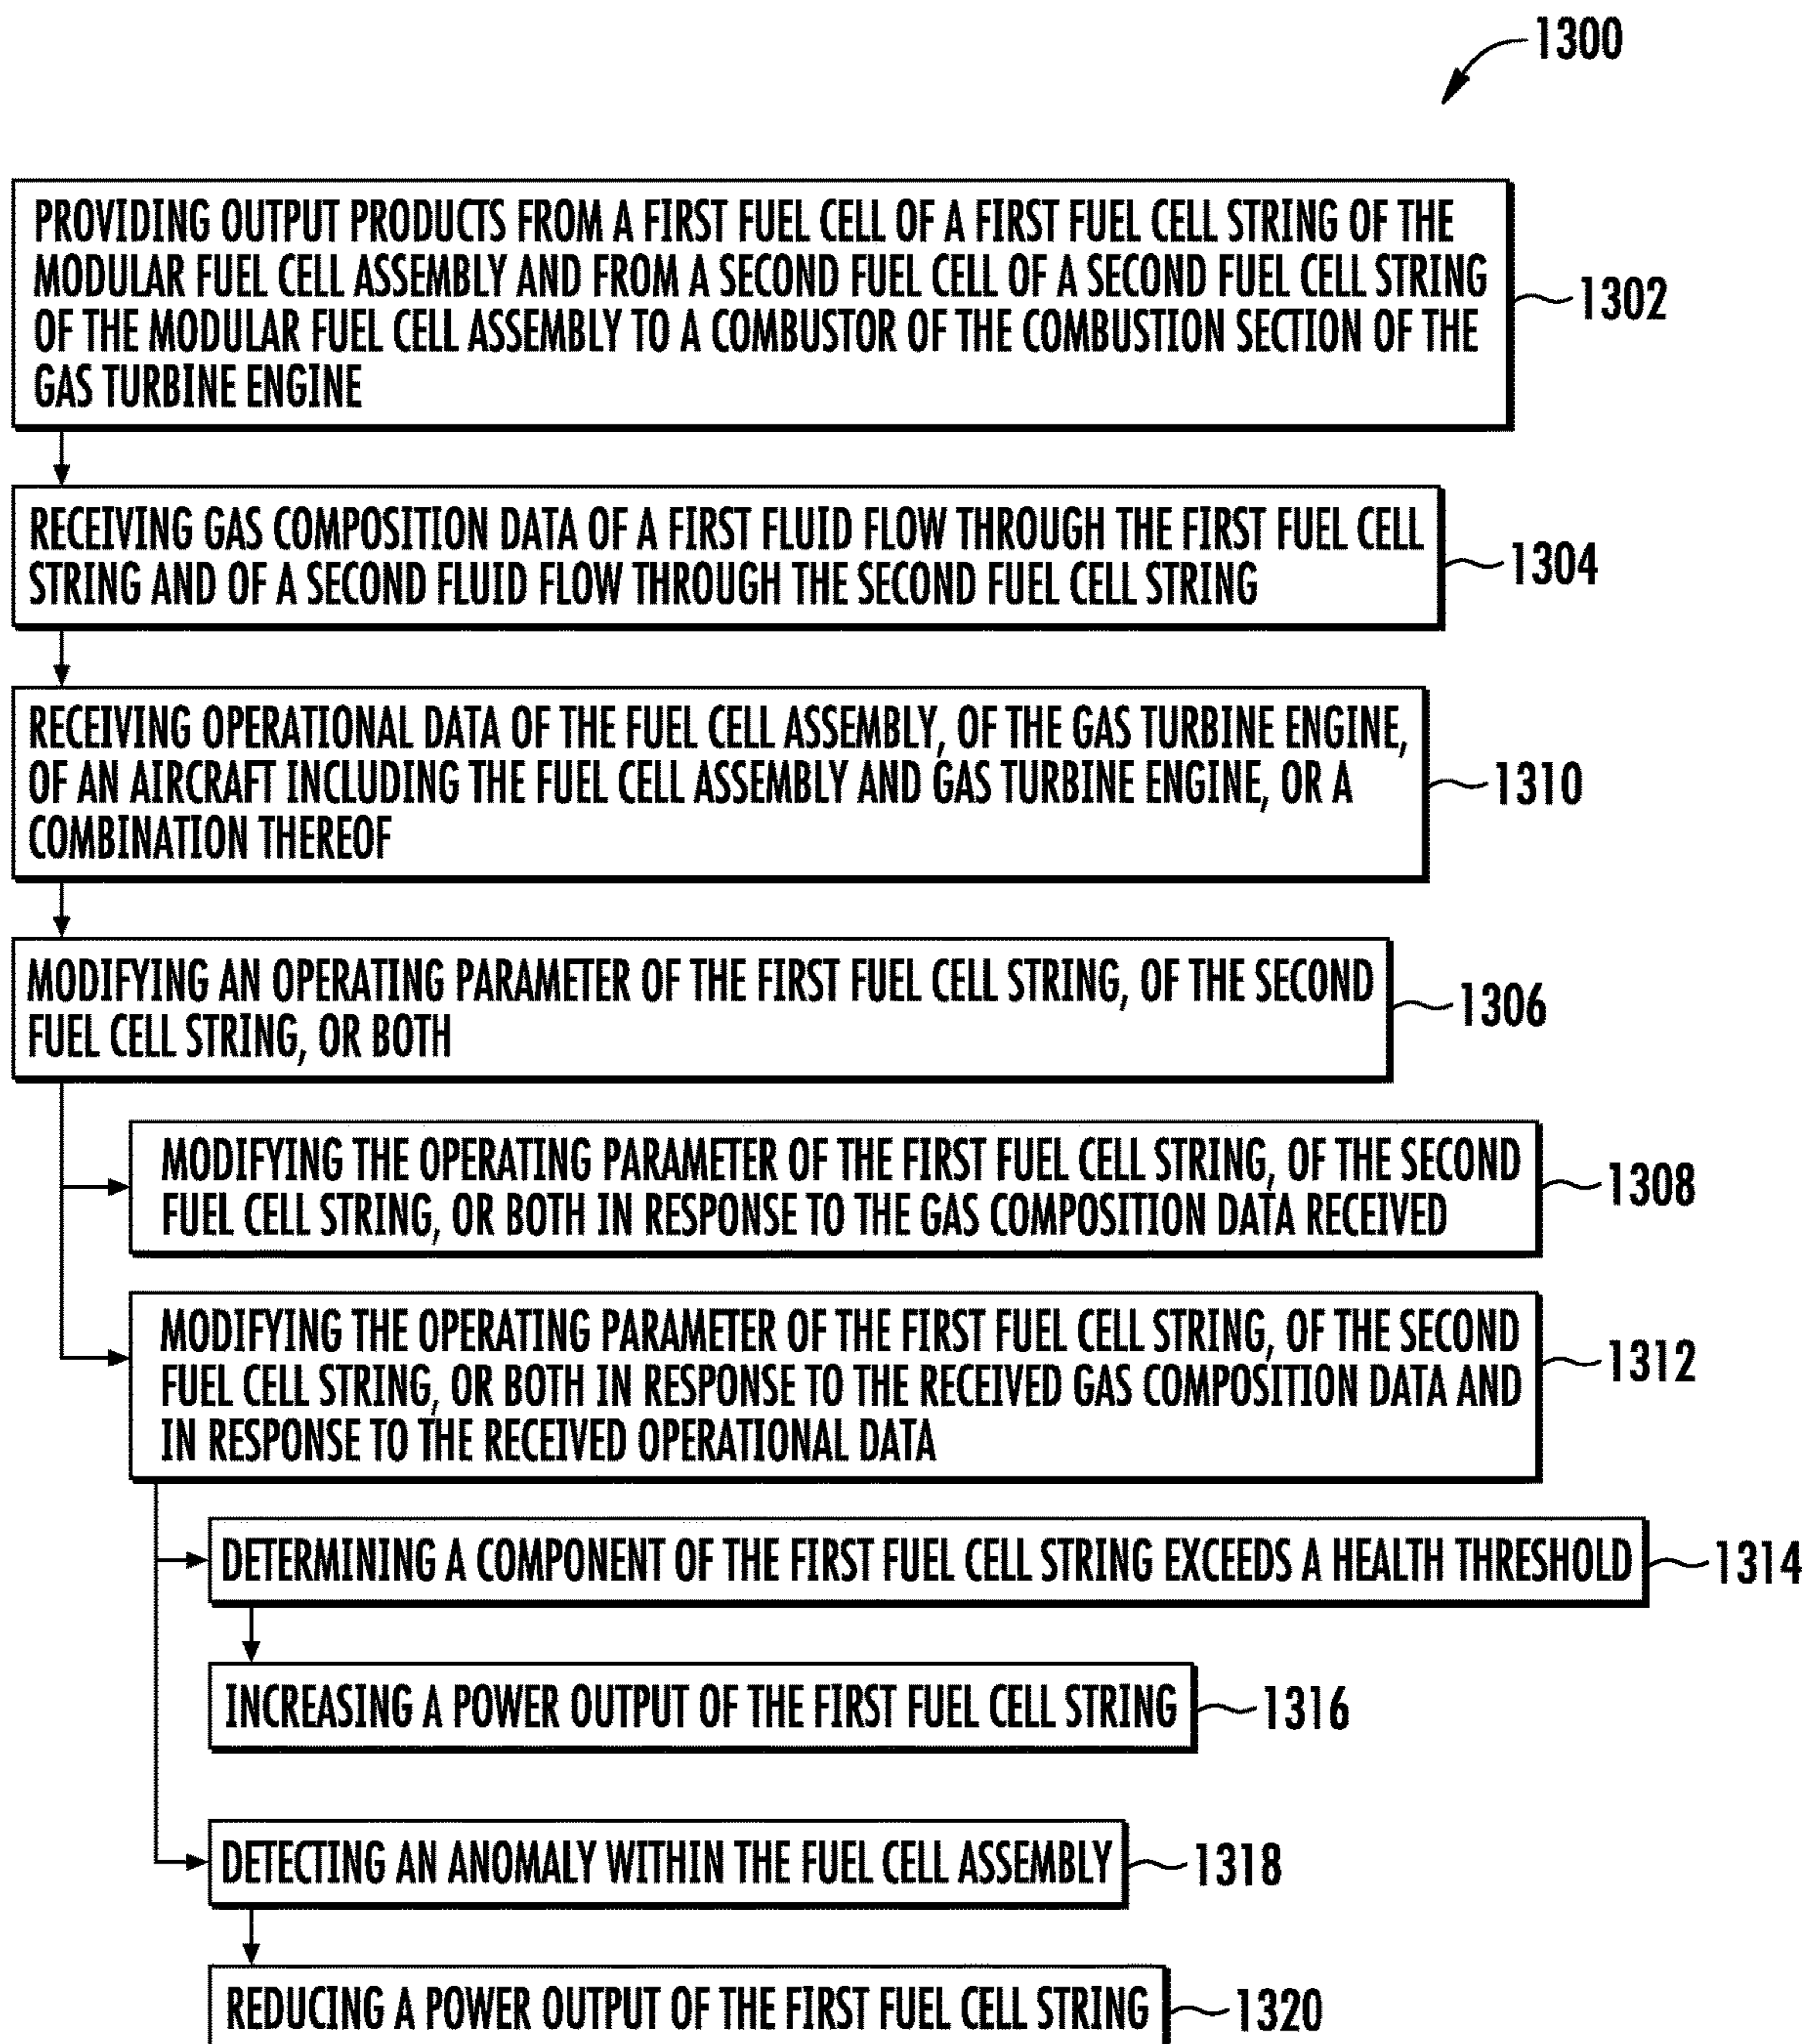 1300
PROVIDING OUTPUT PRODUCTS FROM A FIRST FUEL CELL OF A FIRST FUEL CELL STRING OF THE
MODULAR FUEL CELL ASSEMBLY AND FROM A SECOND FUEL CELL OF A SECOND FUEL CELL STRING
OF THE MODULAR FUEL CELL ASSEMBLY TO A COMBUSTOR OF THE COMBUSTION SECTION OF THE
GAS TURBINE ENGINE
1302
RECEIVING GAS COMPOSITION DATA OF A FIRST FLUID FLOW THROUGH THE FIRST FUEL CELL
STRING AND OF A SECOND FLUID FLOW THROUGH THE SECOND FUEL CELL STRING
1304
RECEIVING OPERATIONAL DATA OF THE FUEL CELL ASSEMBLY, OF THE GAS TURBINE ENGINE,
OF AN AIRCRAFT INCLUDING THE FUEL CELL ASSEMBLY AND GAS TURBINE ENGINE, OR A
COMBINATION THEREOF
1310
MODIFYING AN OPERATING PARAMETER OF THE FIRST FUEL CELL STRING, OF THE SECOND
FUEL CELL STRING, OR BOTH
1306
MODIFYING THE OPERATING PARAMETER OF THE FIRST FUEL CELL STRING, OF THE SECOND
FUEL CELL STRING, OR BOTH IN RESPONSE TO THE GAS COMPOSITION DATA RECEIVED
1308
MODIFYING THE OPERATING PARAMETER OF THE FIRST FUEL CELL STRING, OF THE SECOND
FUEL CELL STRING, OR BOTH IN RESPONSE TO THE RECEIVED GAS COMPOSITION DATA AND
IN RESPONSE TO THE RECEIVED OPERATIONAL DATA
1312
DETERMINING A COMPONENT OF THE FIRST FUEL CELL STRING EXCEEDS A HEALTH THRESHOLD
1314
INCREASING A POWER OUTPUT OF THE FIRST FUEL CELL STRING
1316
DETECTING AN ANOMALY WITHIN THE FUEL CELL ASSEMBLY
1318
REDUCING A POWER OUTPUT OF THE FIRST FUEL CELL STRING
1320